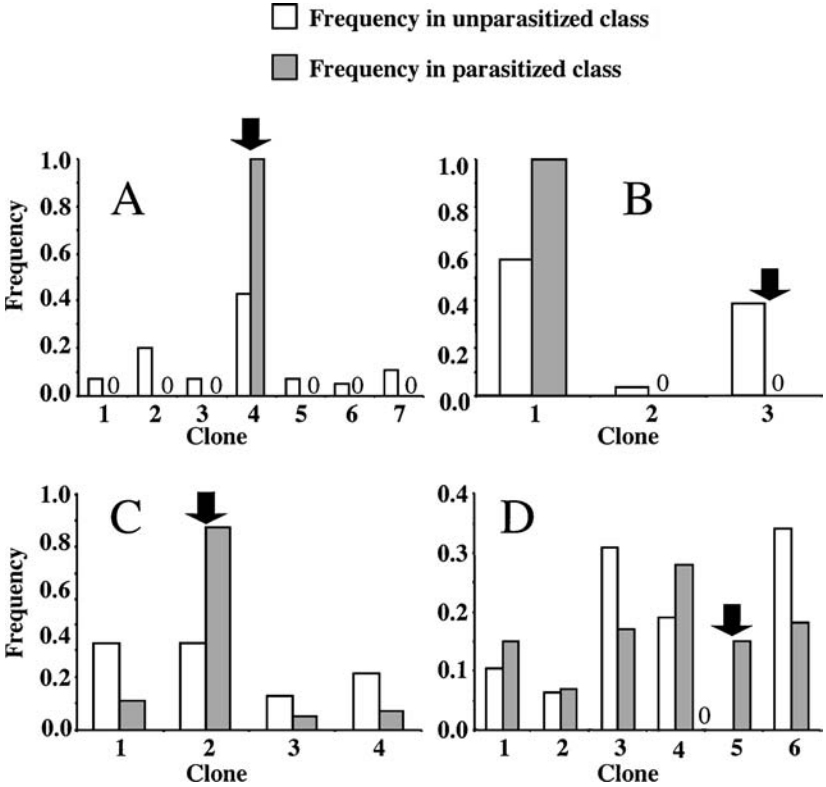 Frequency in unparasitized class
Frequency in parasitized class
A
Frequency
1.0
0.8
0.6
0.4
0.2
0.0
0 0 0 0 0 0
1 2 3 4 5 6 7
Clone
B
1.0
0.8
0.6
0.4
0.2
0.0
0 0
1 2 3
Clone
C
Frequency
1.0
0.8
0.6
0.4
0.2
0.0
1 2 3 4
Clone
D
0.4
0.3
0.2
0.1
0.0
0
1 2 3 4 5 6
Clone